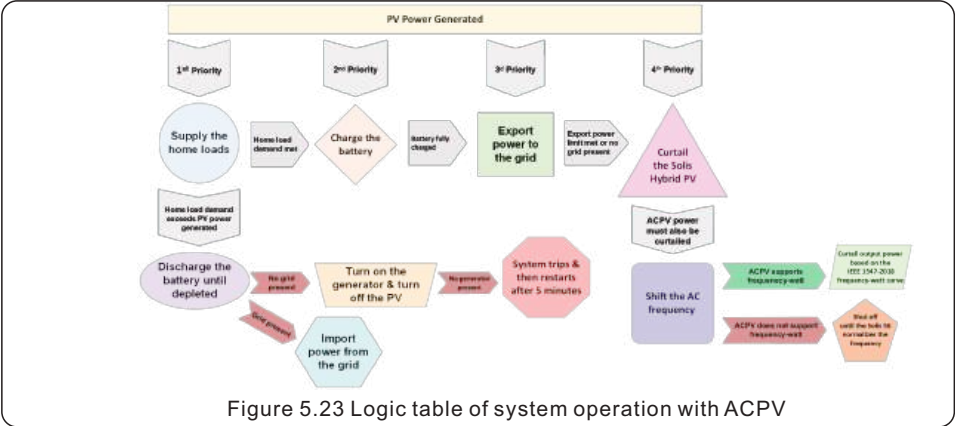 PV Power Generated
1st Priority
2nd Priority
3rd Priority
4th Priority
Supply the
home loads
Home load
demand met
Charge the
battery
Battery fully
charged
Export
power to
the grid
Export power
limit met or no
grid present
Curtail
the Solis
Hybrid PV
Home load demand
exceeds PV power
generated
ACPV power
must also be
curtailed
Discharge the
battery until
depleted
No grid
present
Turn on the
generator & turn
off the PV
No generator
present
System trips &
then restarts
after 5 minutes
Grid present
Import
power from
the grid
Shift the AC
frequency
ACPV supports
frequency-watt
Curtail output power
based on the
IEEE 1547-2018
frequency-watt curve
ACPV does not support
frequency-watt
Shut off
until the Solis S6
normalizes the
frequency
Figure 5.23 Logic table of system operation with ACPV